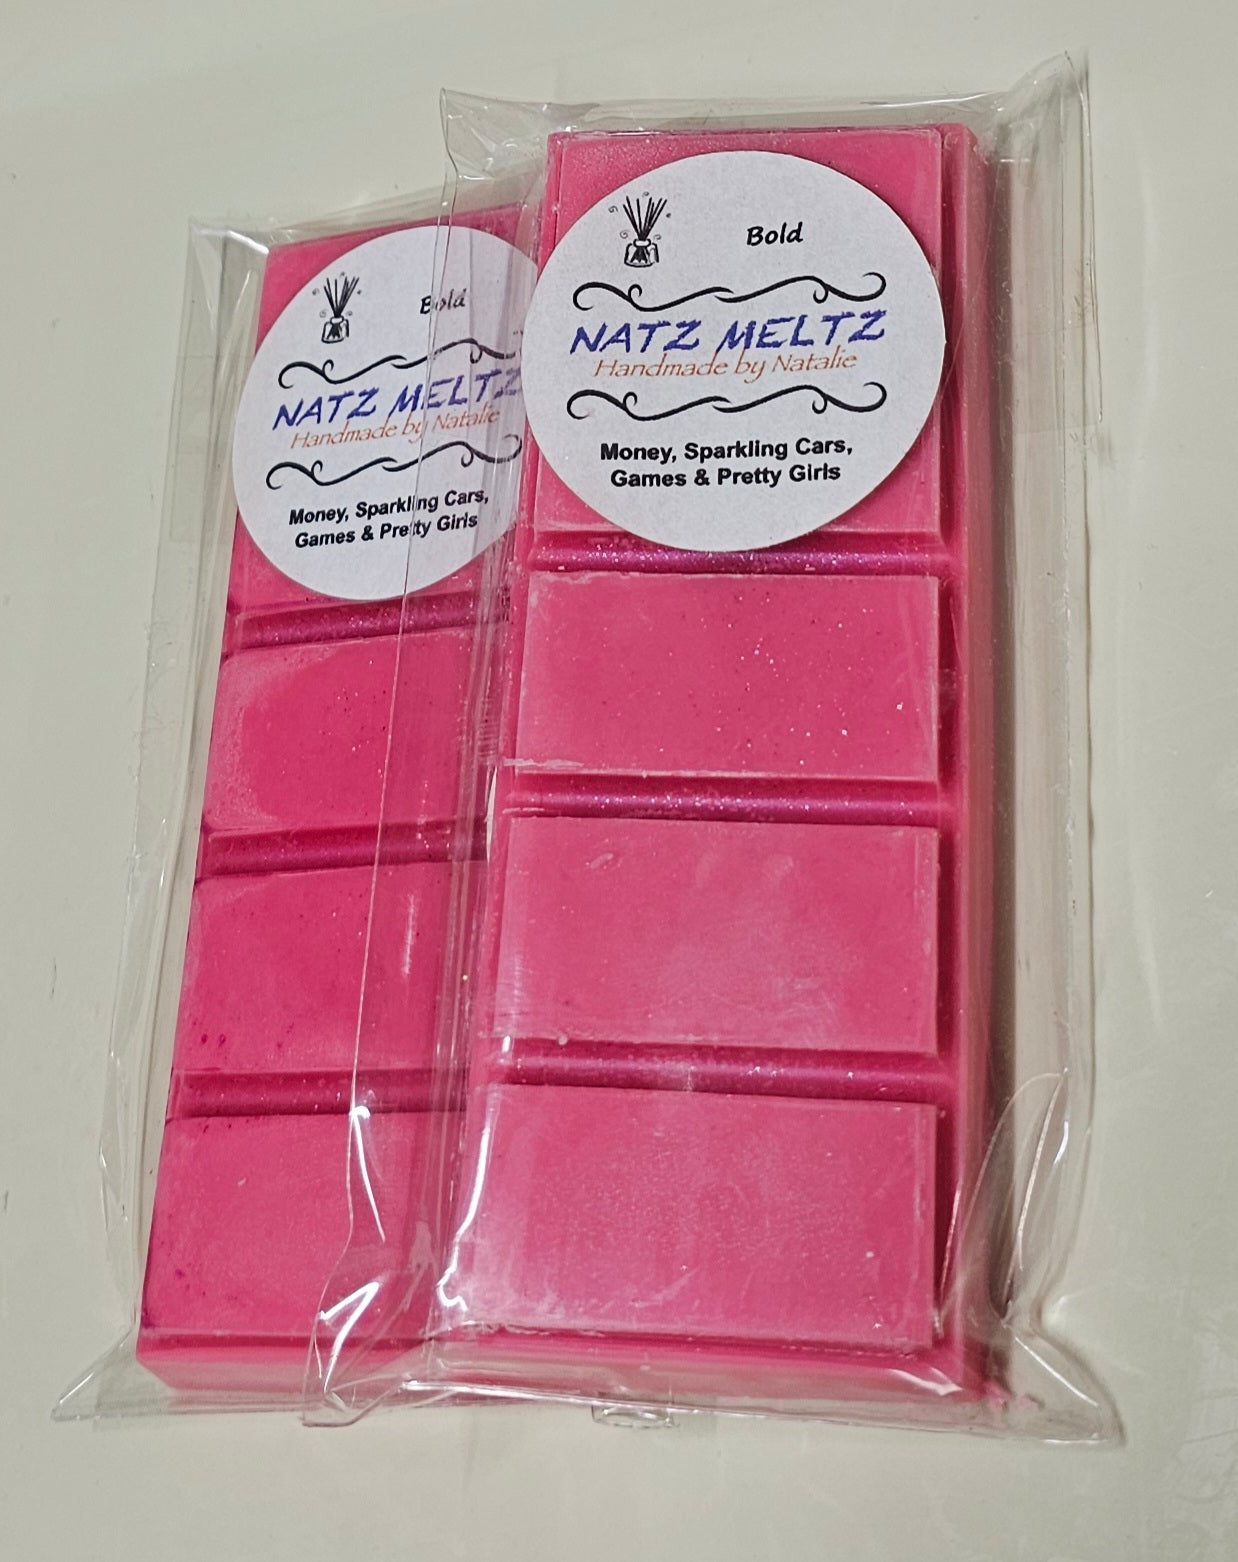 Bold
NATZ MELTZ
Handmade by Natalie
Money, Sparkling Cars,
Games & Pretty Girls
Bold
NATZ MELTZ
Handmade by Natalie
Money, Sparkling Cars,
Games & Pretty Girls